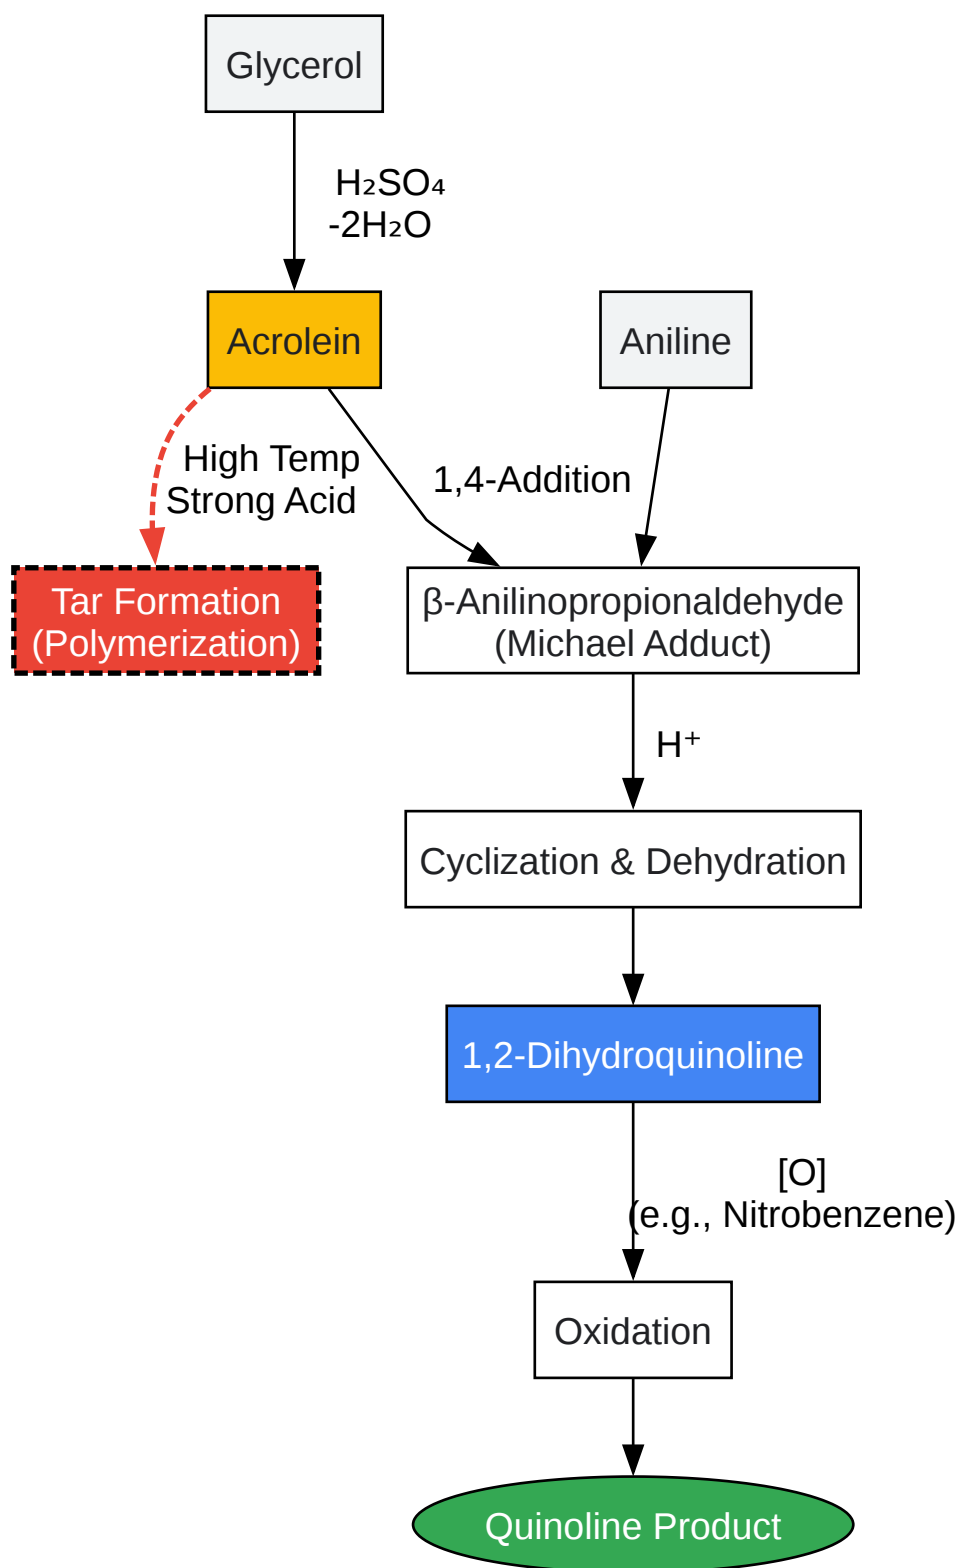 Glycerol
H₂SO₄
-2H₂O
Acrolein
Aniline
High Temp
Strong Acid
1,4-Addition
Tar Formation
(Polymerization)
β-Anilinopropionaldehyde
(Michael Adduct)
H⁺
Cyclization & Dehydration
1,2-Dihydroquinoline
[O]
(e.g., Nitrobenzene)
Oxidation
Quinoline Product